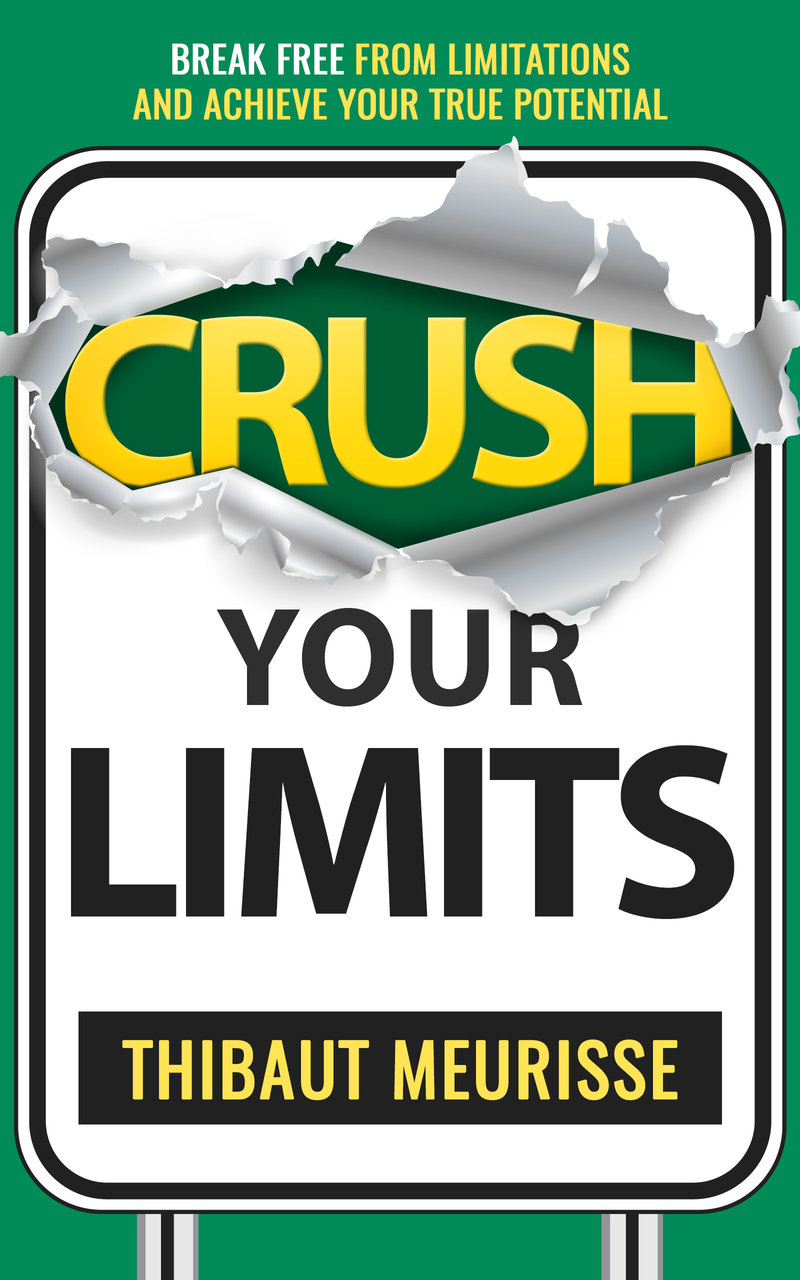 BREAK FREE FROM LIMITATIONS
AND ACHIEVE YOUR TRUE POTENTIAL
CRUSH
YOUR
LIMITS
THIBAUT MEURISSE